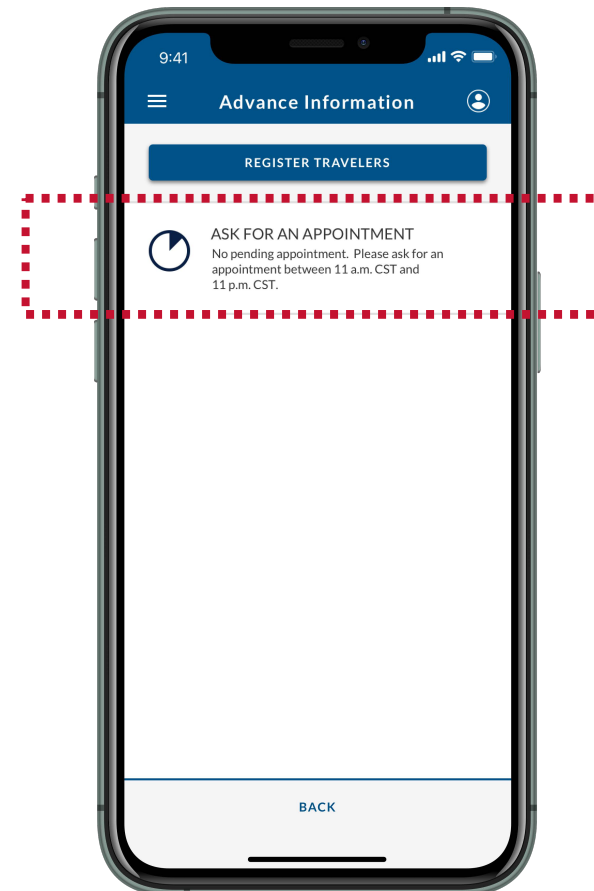 9:41
Advance Information
REGISTER TRAVELERS
ASK FOR AN APPOINTMENT
No pending appointment. Please ask for an
appointment between 11 a.m. CST and
11 p.m. CST.
BACK